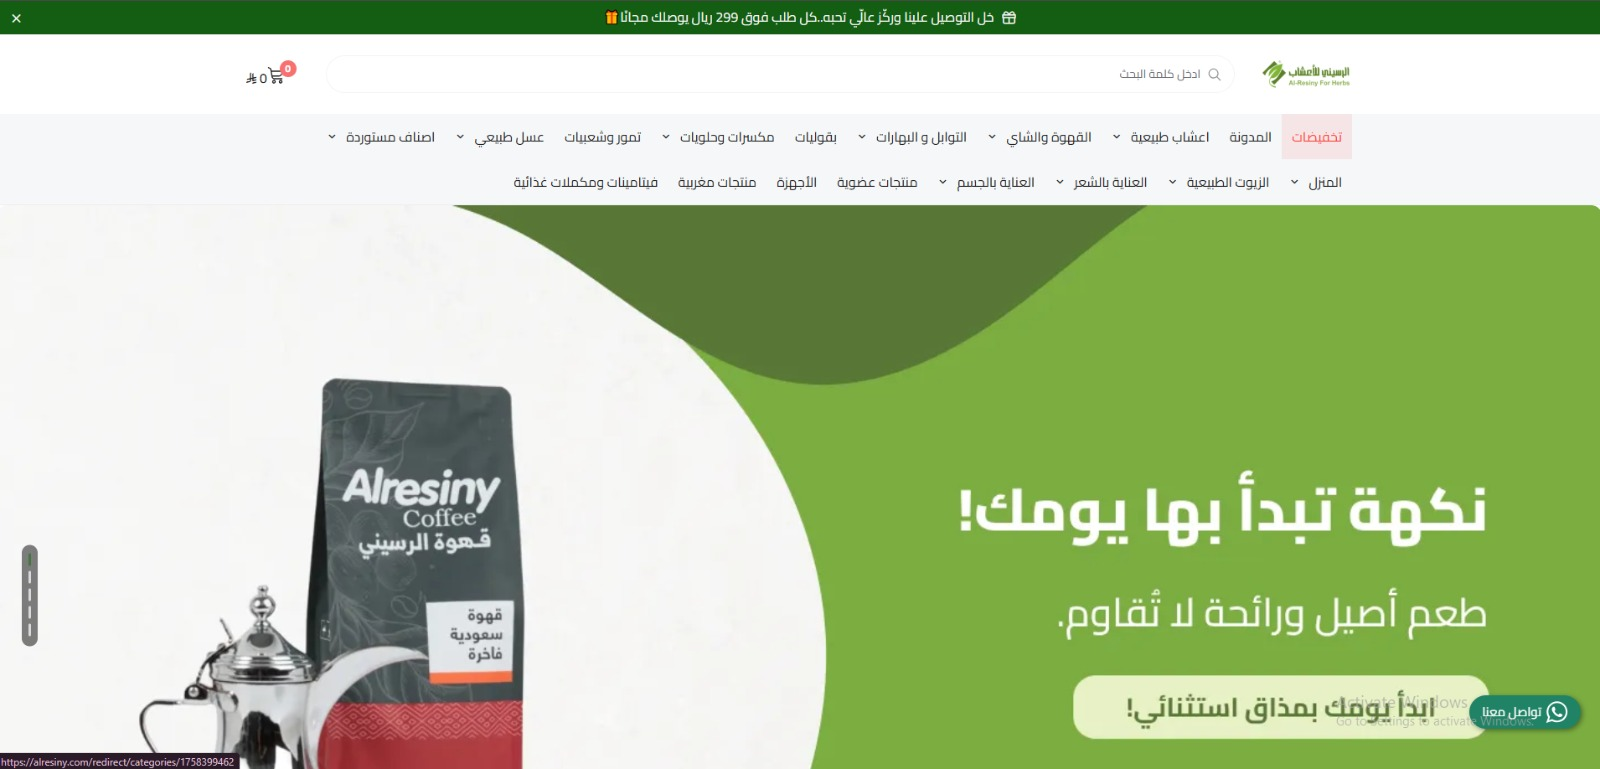 خل التوصيل علينا وركّز عالّي تحبه..كل طلب فوق 299 ريال يوصلك مجانًا
الرسيني للأعشاب
Al-Resiny For Herbs
ادخل كلمة البحث
0
0
تخفيضات المدونة اعشاب طبيعية القهوة والشاي التوابل و البهارات بقوليات مكسرات وحلويات تمور وشعبيات عسل طبيعي اصناف مستوردة
المنزل الزيوت الطبيعية العناية بالشعر العناية بالجسم منتجات عضوية الأجهزة منتجات مغربية فيتامينات ومكملات غذائية
نكهة تبدأ بها يومك!
طعم أصيل ورائحة لا تُقاوم.
ابدأ يومك بمذاق استثنائي!
Alresiny
Coffee
قهوة الرسيني
قهوة
سعودية
فاخرة
Activate Windows
Go to Settings to activate Windows.
تواصل معنا
https://alresiny.com/redirect/categories/1758399462